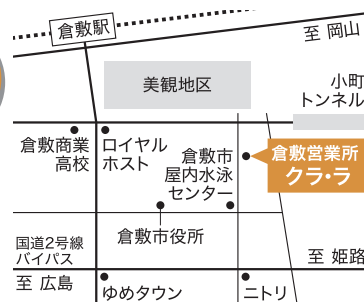 倉敷駅
至 岡山
美観地区
小町
トンネル
倉敷商業
高校
ロイヤル
ホスト
倉敷市
屋内水泳
センター
倉敷営業所
クラ・ラ
倉敷市役所
国道2号線
バイパス
至 姫路
至 広島
ゆめタウン
ニトリ